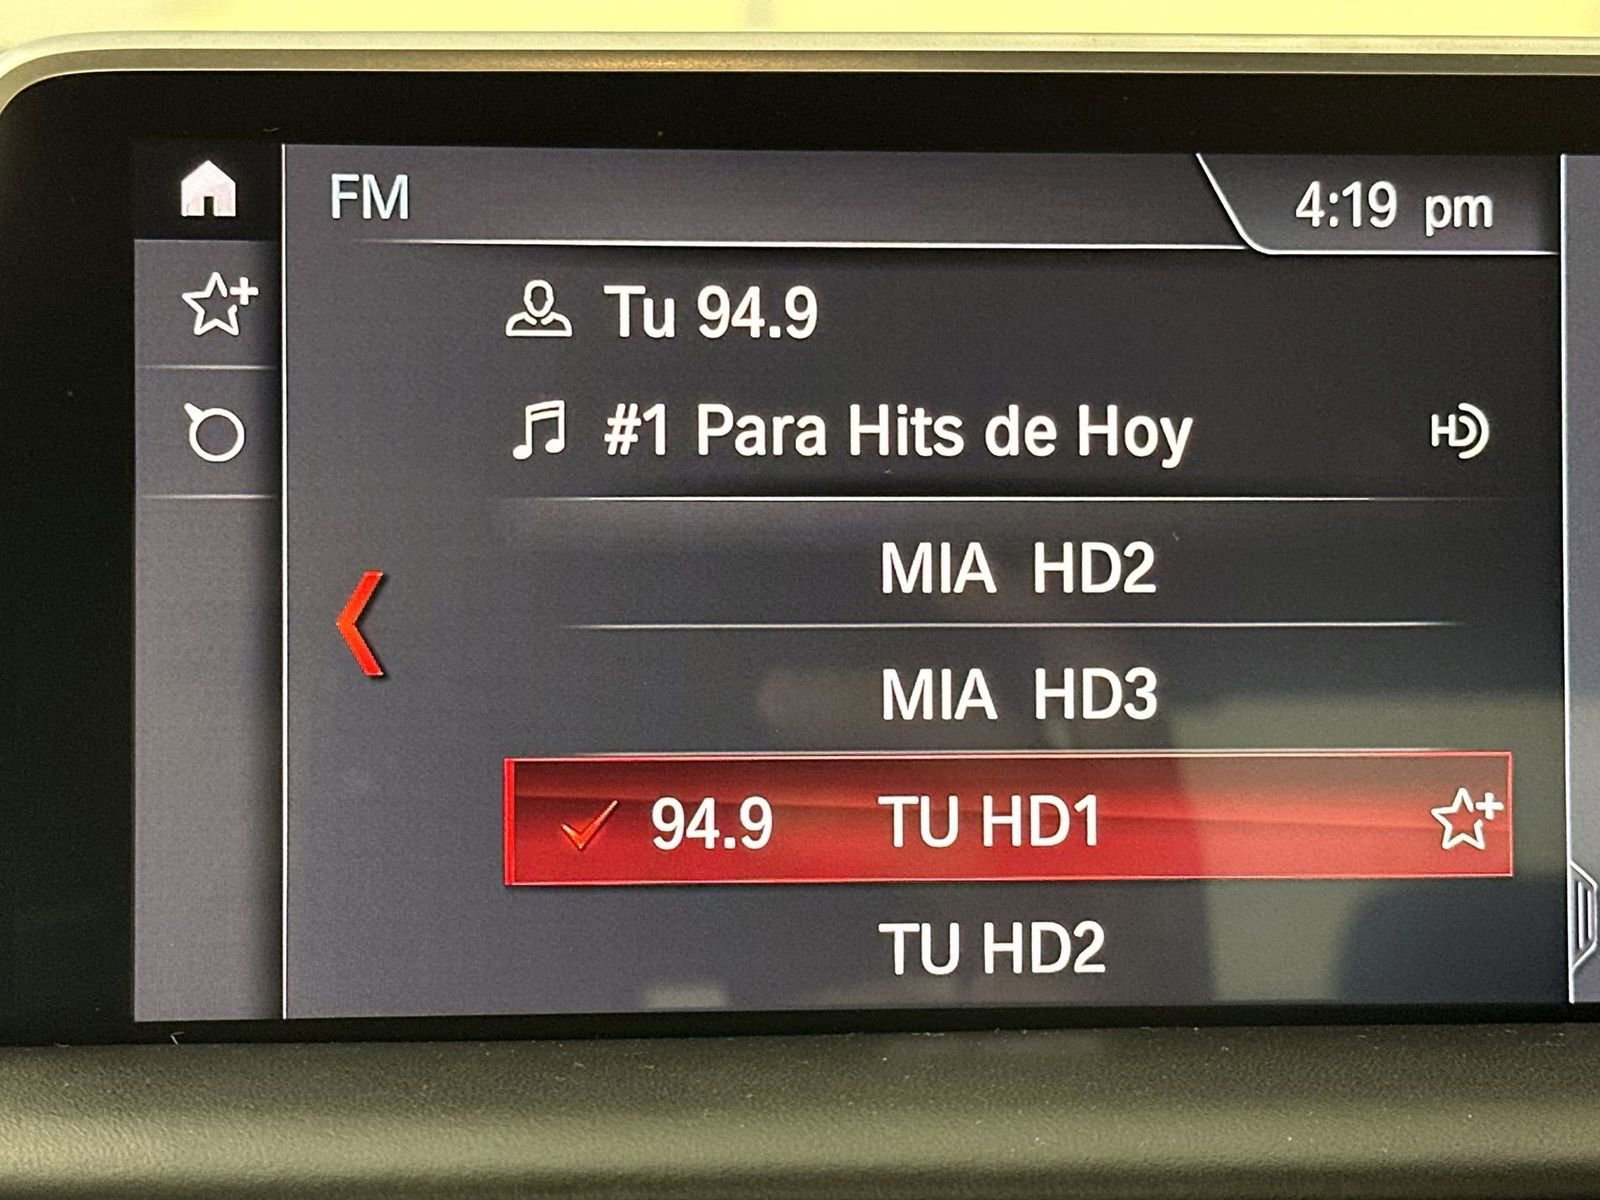 FM
4:19 pm
Tu 94.9
#1 Para Hits de Hoy
HD
MIA HD2
MIA HD3
94.9 TU HD1
TU HD2